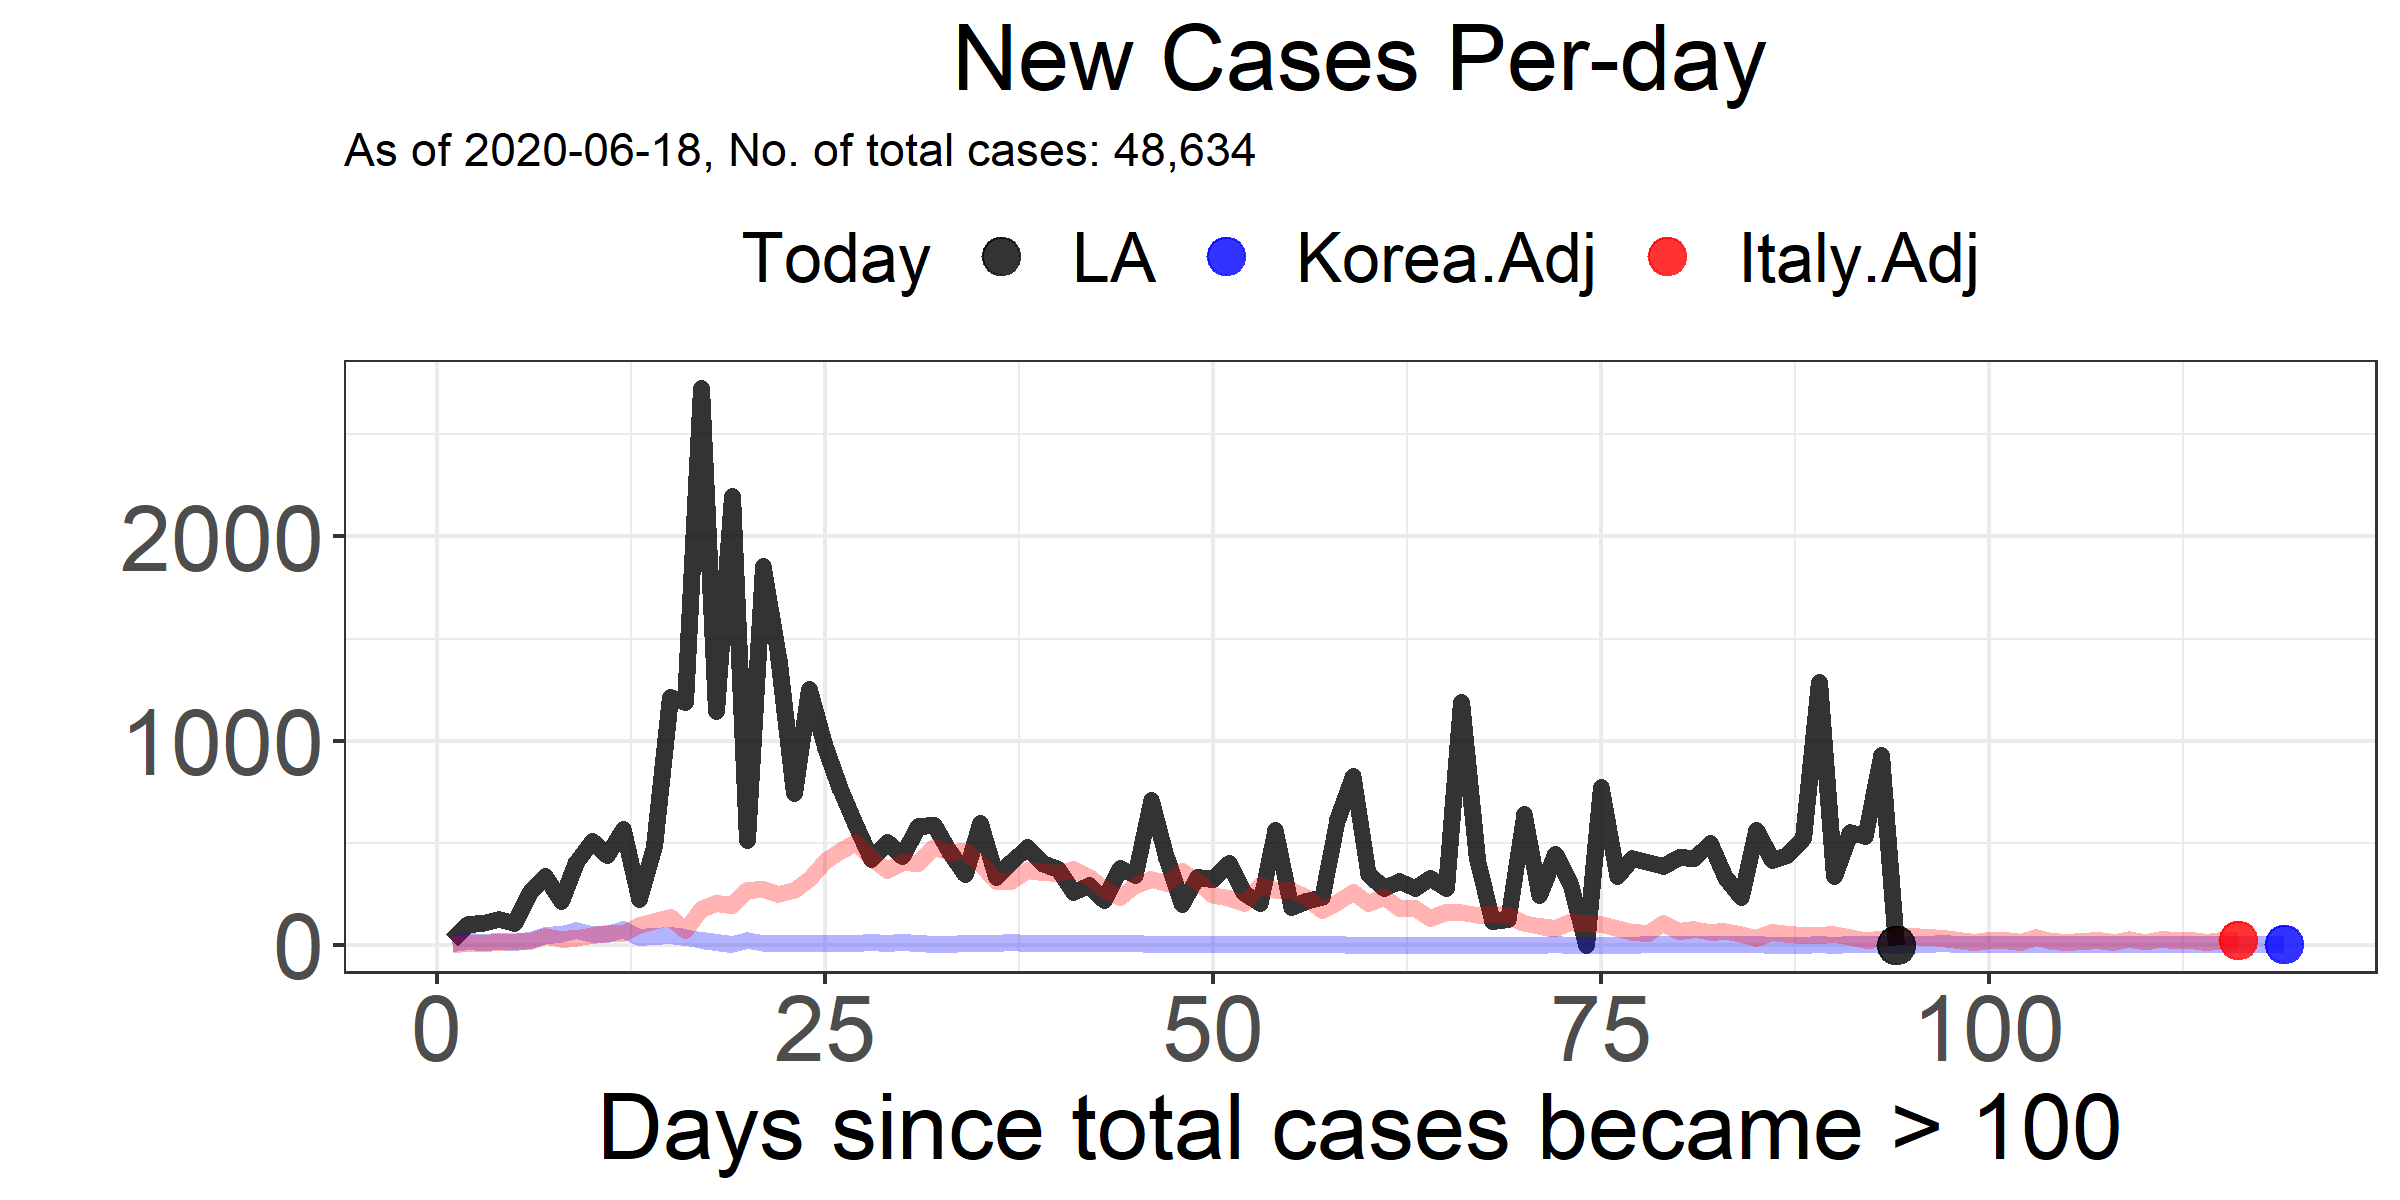 New Cases Per-day
As of 2020-06-18, No. of total cases: 48,634
Today LA Korea.Adj Italy.Adj
2000
1000
0
0 25 50 75 100
Days since total cases became > 100